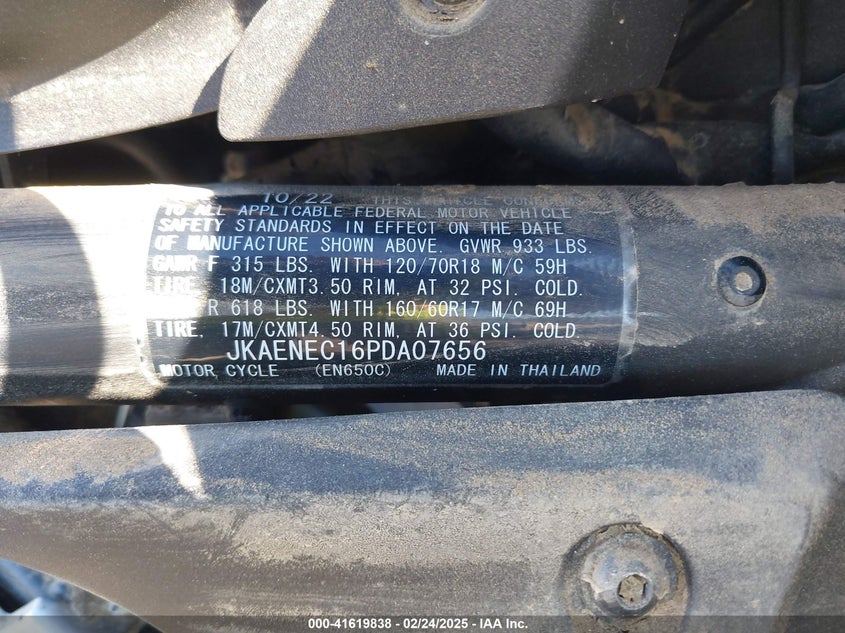 10/22 THIS VEHICLE CONFORMS
TO ALL APPLICABLE FEDERAL MOTOR VEHICLE
SAFETY STANDARDS IN EFFECT ON THE DATE
OF MANUFACTURE SHOWN ABOVE. GVWR 933 LBS.
GAWR F 315 LBS. WITH 120/70R18 M/C 59H
TIRE, 18M/CXMT3.50 RIM, AT 32 PSI. COLD.
R 618 LBS. WITH 160/60R17 M/C 69H
TIRE, 17M/CXMT4.50 RIM, AT 36 PSI. COLD.
JKAENEC16PDA07656
MOTOR CYCLE (EN650C) MADE IN THAILAND
000-41619838 - 02/24/2025 - IAA Inc.